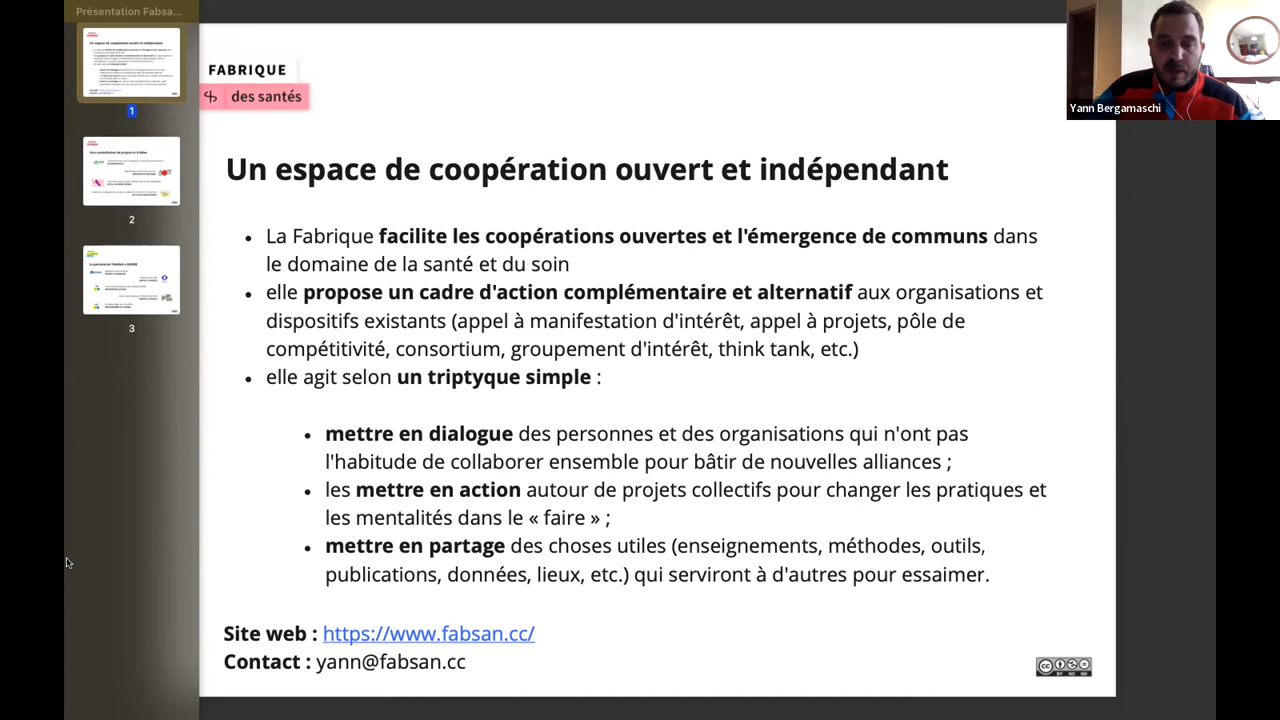 Présentation Fabsa...
1
2
3
FABRIQUE
des santés
Yann Bergamaschi
Un espace de coopération ouvert et indépendant
• La Fabrique facilite les coopérations ouvertes et l'émergence de communs dans
le domaine de la santé et du soin
• elle propose un cadre d'action complémentaire et alternatif aux organisations et
dispositifs existants (appel à manifestation d'intérêt, appel à projets, pôle de
compétitivité, consortium, groupement d'intérêt, think tank, etc.)
• elle agit selon un triptyque simple :
• mettre en dialogue des personnes et des organisations qui n'ont pas
l'habitude de collaborer ensemble pour bâtir de nouvelles alliances ;
• les mettre en action autour de projets collectifs pour changer les pratiques et
les mentalités dans le « faire » ;
• mettre en partage des choses utiles (enseignements, méthodes, outils,
publications, données, lieux, etc.) qui serviront à d'autres pour essaimer.
Site web : https://www.fabsan.cc/
Contact : yann@fabsan.cc